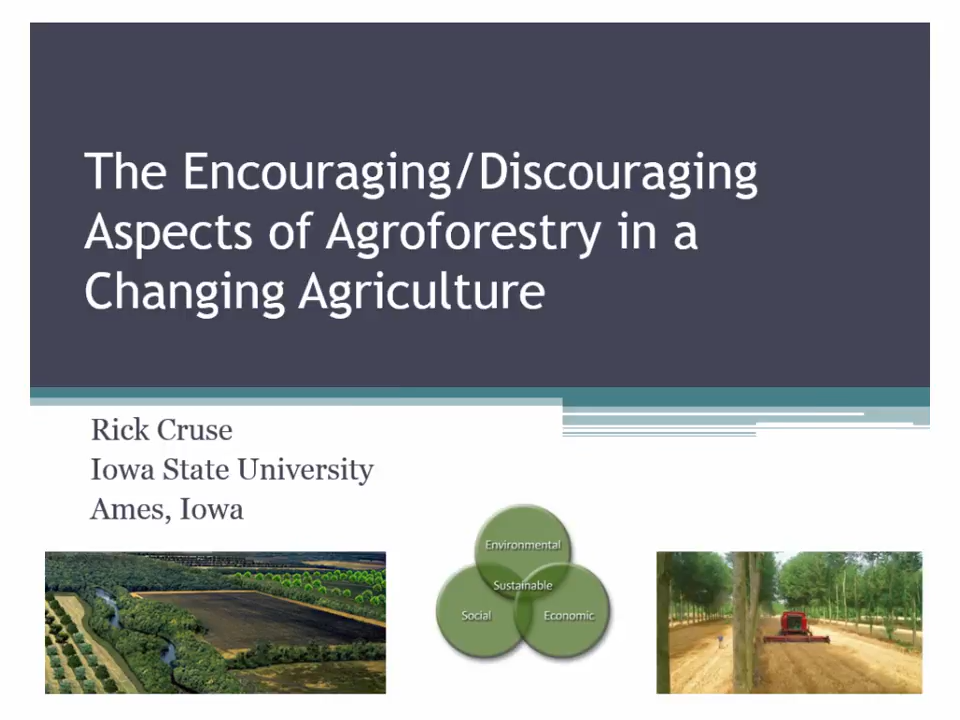 The Encouraging/Discouraging
Aspects of Agroforestry in a
Changing Agriculture
Rick Cruse
Iowa State University
Ames, Iowa
Environmental
Sustainable
Social
Economic